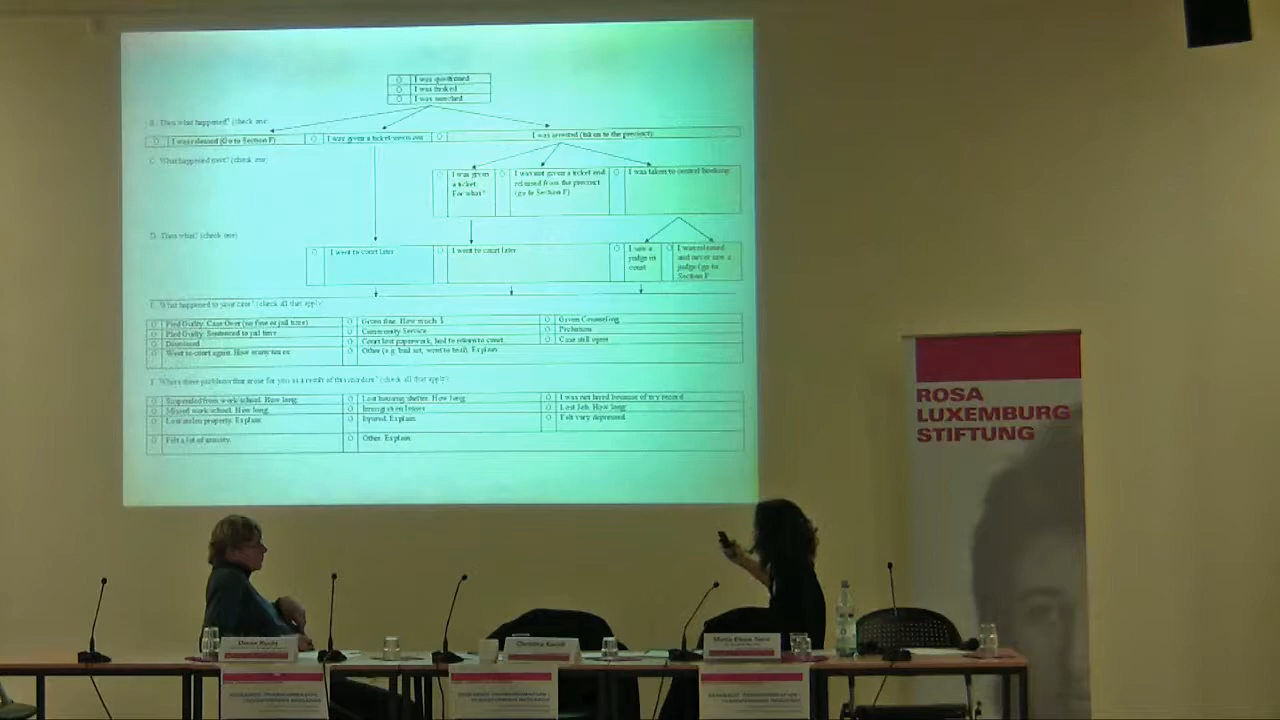 I was questioned
I was frisked
I was searched
B. Then what happened? (check one)
I was released (Go to Section F)
I was given a ticket/summons
I was arrested (taken to the precinct)
C. What happened next? (check one)
I was given
a ticket.
For what?
I was not given a ticket and
released from the precinct
(go to Section F)
I was taken to central booking
D. Then what? (check one)
I went to court later
I went to court later
I saw a
judge in
court
I was released
and never saw a
judge (go to
Section F
E. What happened to your case? (check all that apply)
Pled Guilty. Case Over (no fine or jail time)
Given fine. How much $
Given Counseling
Pled Guilty. Sentenced to jail time
Community Service
Probation
Dismissed
Court lost paperwork, had to return to court
Case still open
Went to court again. How many times
Other (e.g. bail set, went to trial). Explain
F. Were there problems that arose for you as a result of this incident? (check all that apply)
Suspended from work/school. How long
Lost housing/shelter. How long
I was not hired because of my record
Missed work/school. How long
Immigration Issues
Lost Job. How long
Lost/stolen property. Explain
Injured. Explain
Felt very depressed
Felt a lot of anxiety
Other. Explain
ROSA
LUXEMBURG
STIFTUNG